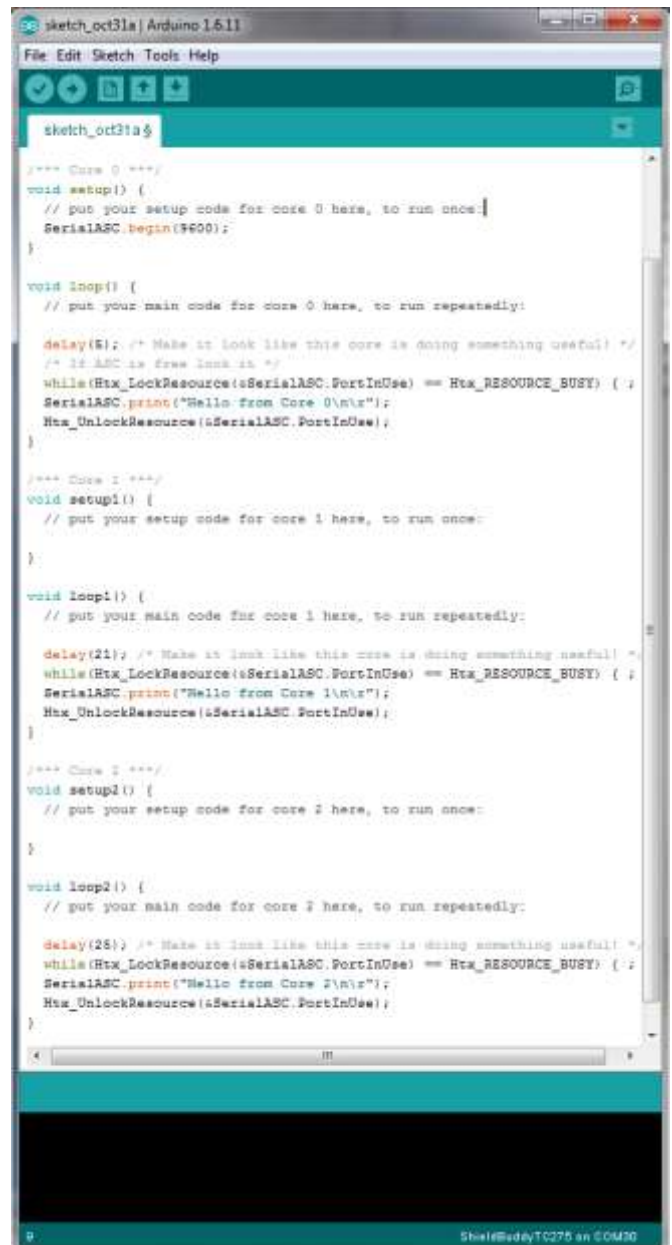 sketch_oct31a | Arduino 1.6.11
File Edit Sketch Tools Help
sketch_oct31a §
/*** Core 0 ***/
void setup() {
// put your setup code for core 0 here, to run once:
SerialASC.begin(9600);
}
void loop() {
// put your main code for core 0 here, to run repeatedly:
delay(5); /* Make it look like this core is doing something useful! */
/* If ASC is free lock it */
while(Htx_LockResource(&SerialASC.PortInUse) == Htx_RESOURCE_BUSY) { ;
SerialASC.print("Hello from Core 0\n\r");
Htx_UnlockResource(&SerialASC.PortInUse);
}
/*** Core 1 ***/
void setup1() {
// put your setup code for core 1 here, to run once:
}
void loop1() {
// put your main code for core 1 here, to run repeatedly:
delay(21); /* Make it look like this core is doing something useful! *
while(Htx_LockResource(&SerialASC.PortInUse) == Htx_RESOURCE_BUSY) { ;
SerialASC.print("Hello from Core 1\n\r");
Htx_UnlockResource(&SerialASC.PortInUse);
}
/*** Core 2 ***/
void setup2() {
// put your setup code for core 2 here, to run once:
}
void loop2() {
// put your main code for core 2 here, to run repeatedly:
delay(25); /* Make it look like this core is doing something useful! *
while(Htx_LockResource(&SerialASC.PortInUse) == Htx_RESOURCE_BUSY) { ;
SerialASC.print("Hello from Core 2\n\r");
Htx_UnlockResource(&SerialASC.PortInUse);
}
ShieldBuddyTC275 on COM30